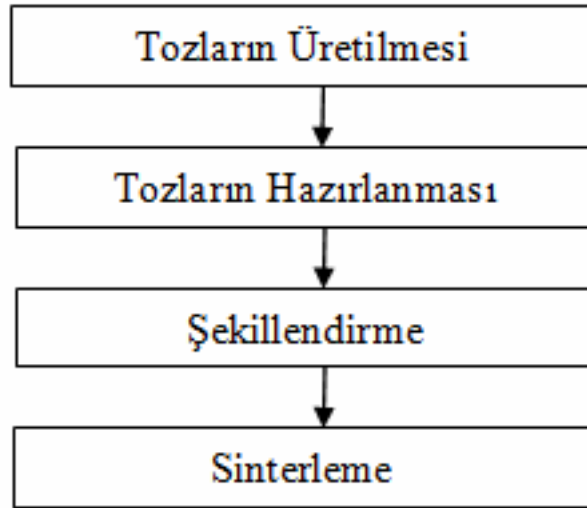 Tozların Üretilmesi
Tozların Hazırlanması
Şekillendirme
Sinterleme